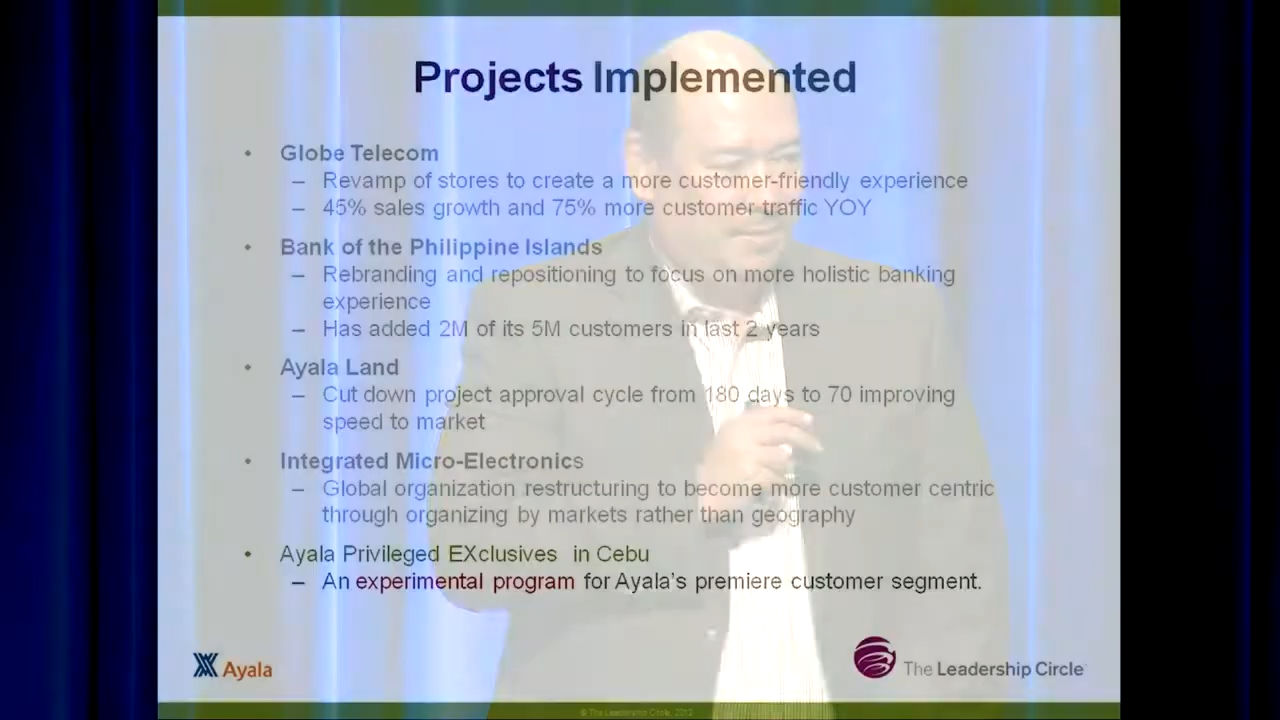 Projects Implemented
• Globe Telecom
– Revamp of stores to create a more customer-friendly experience
– 45% sales growth and 75% more customer traffic YOY
• Bank of the Philippine Islands
– Rebranding and repositioning to focus on more holistic banking
experience
– Has added 2M of its 5M customers in last 2 years
• Ayala Land
– Cut down project approval cycle from 180 days to 70 improving
speed to market
• Integrated Micro-Electronics
– Global organization restructuring to become more customer centric
through organizing by markets rather than geography
• Ayala Privileged EXclusives in Cebu
– An experimental program for Ayala's premiere customer segment.
Ayala
The Leadership Circle
© The Leadership Circle, 2012